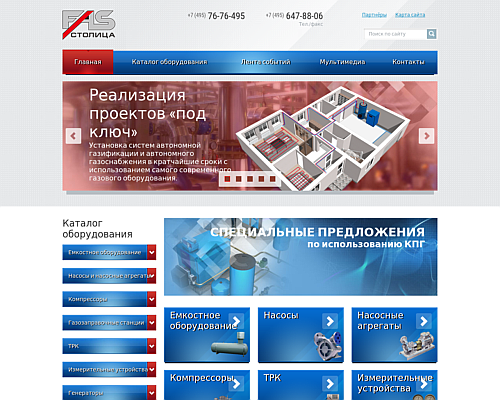 FAS
СТОЛИЦА
+7 (495) 76-76-495
+7 (495) 647-88-06
Тел./факс
Партнёры
Карта сайта
Поиск по сайту
Главная
Каталог оборудования
Лента событий
Мультимедиа
Контакты
Реализация
проектов «под
ключ»
Установка систем автономной
газификации и автономного
газоснабжения в кратчайшие сроки с
использованием самого современного
газового оборудования.
Каталог
оборудования
Емкостное оборудование
Насосы и насосные агрегаты
Компрессоры
Газозаправочные станции
ТРК
Измерительные устройства
Генераторы
СПЕЦИАЛЬНЫЕ ПРЕДЛОЖЕНИЯ
по использованию КПГ
Емкостное
оборудование
Насосы
Насосные
агрегаты
Компрессоры
ТРК
Измерительные
устройства